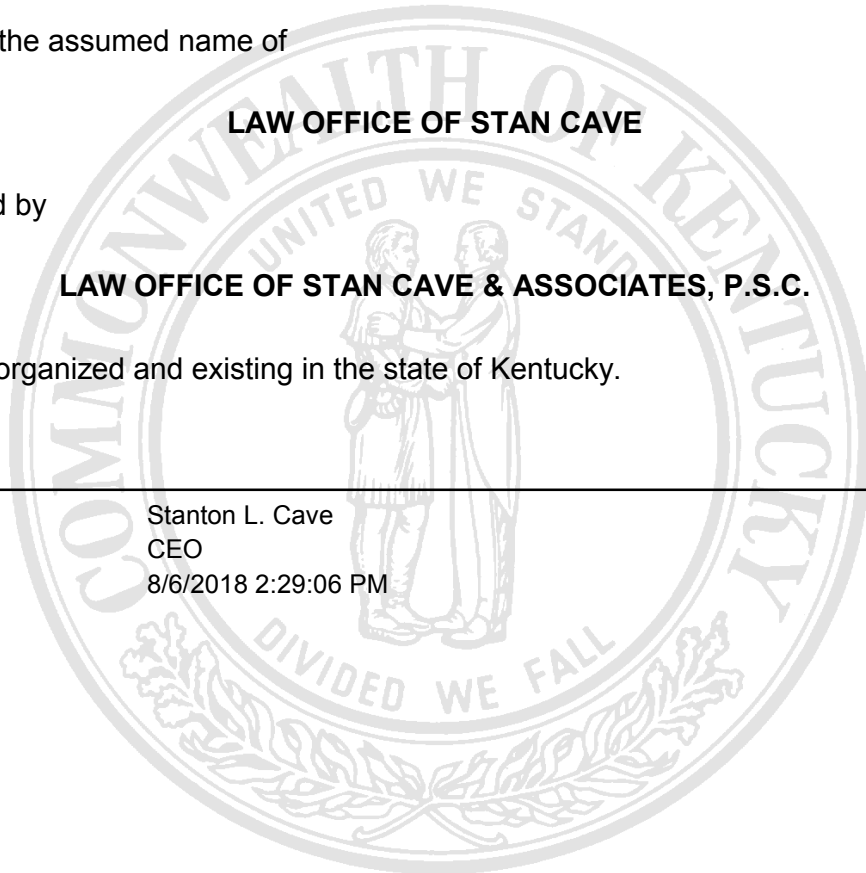 the assumed name of
LAW OFFICE OF STAN CAVE
d by
LAW OFFICE OF STAN CAVE & ASSOCIATES, P.S.C.
organized and existing in the state of Kentucky.
Stanton L. Cave
CEO
8/6/2018 2:29:06 PM
COMMONWEALTH OF KENTUCKY
UNITED WE STAND
DIVIDED WE FALL